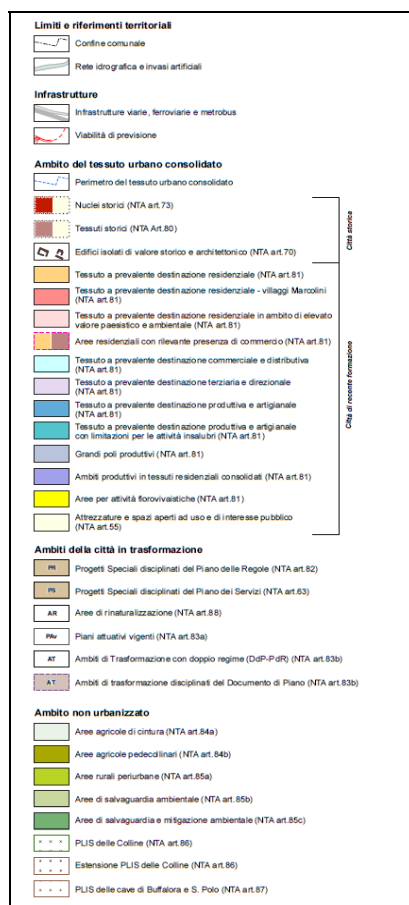 Limiti e riferimenti territoriali
Confine comunale
Rete idrografica e invasi artificiali
Infrastrutture
Infrastrutture viarie, ferroviarie e metrobus
Viabilità di previsione
Ambito del tessuto urbano consolidato
Perimetro del tessuto urbano consolidato
Nuclei storici (NTA art.73)
Tessuti storici (NTA Art.80)
Edifici isolati di valore storico e architettonico (NTA art.70)
Città storica
Tessuto a prevalente destinazione residenziale (NTA art.81)
Tessuto a prevalente destinazione residenziale - villaggi Marcolini
(NTA art.81)
Tessuto a prevalente destinazione residenziale in ambito di elevato
valore paesistico e ambientale (NTA art.81)
Aree residenziali con rilevante presenza di commercio (NTA art.81)
Tessuto a prevalente destinazione commerciale e distributiva
(NTA art.81)
Tessuto a prevalente destinazione terziaria e direzionale
(NTA art.81)
Tessuto a prevalente destinazione produttiva e artigianale
(NTA art.81)
Tessuto a prevalente destinazione produttiva e artigianale
con limitazioni per le attività insalubri (NTA art.81)
Grandi poli produttivi (NTA art.81)
Ambiti produttivi in tessuti residenziali consolidati (NTA art.81)
Aree per attività florovivaistiche (NTA art.81)
Attrezzature e spazi aperti ad uso e di interesse pubblico
(NTA art.55)
Città di recente formazione
Ambiti della città in trasformazione
PR Progetti Speciali disciplinati del Piano delle Regole (NTA art.82)
PS Progetti Speciali disciplinati del Piano dei Servizi (NTA art.63)
AR Aree di rinaturalizzazione (NTA art.88)
PAv Piani attuativi vigenti (NTA art.83a)
AT Ambiti di Trasformazione con doppio regime (DdP-PdR) (NTA art.83b)
AT Ambiti di trasformazione disciplinati del Documento di Piano (NTA art.83b)
Ambito non urbanizzato
Aree agricole di cintura (NTA art.84a)
Aree agricole pedecollinari (NTA art.84b)
Aree rurali periurbane (NTA art.85a)
Aree di salvaguardia ambientale (NTA art.85b)
Aree di salvaguardia e mitigazione ambientale (NTA art.85c)
PLIS delle Colline (NTA art.86)
Estensione PLIS delle Colline (NTA art.86)
PLIS delle cave di Buffalora e S. Polo (NTA art.87)